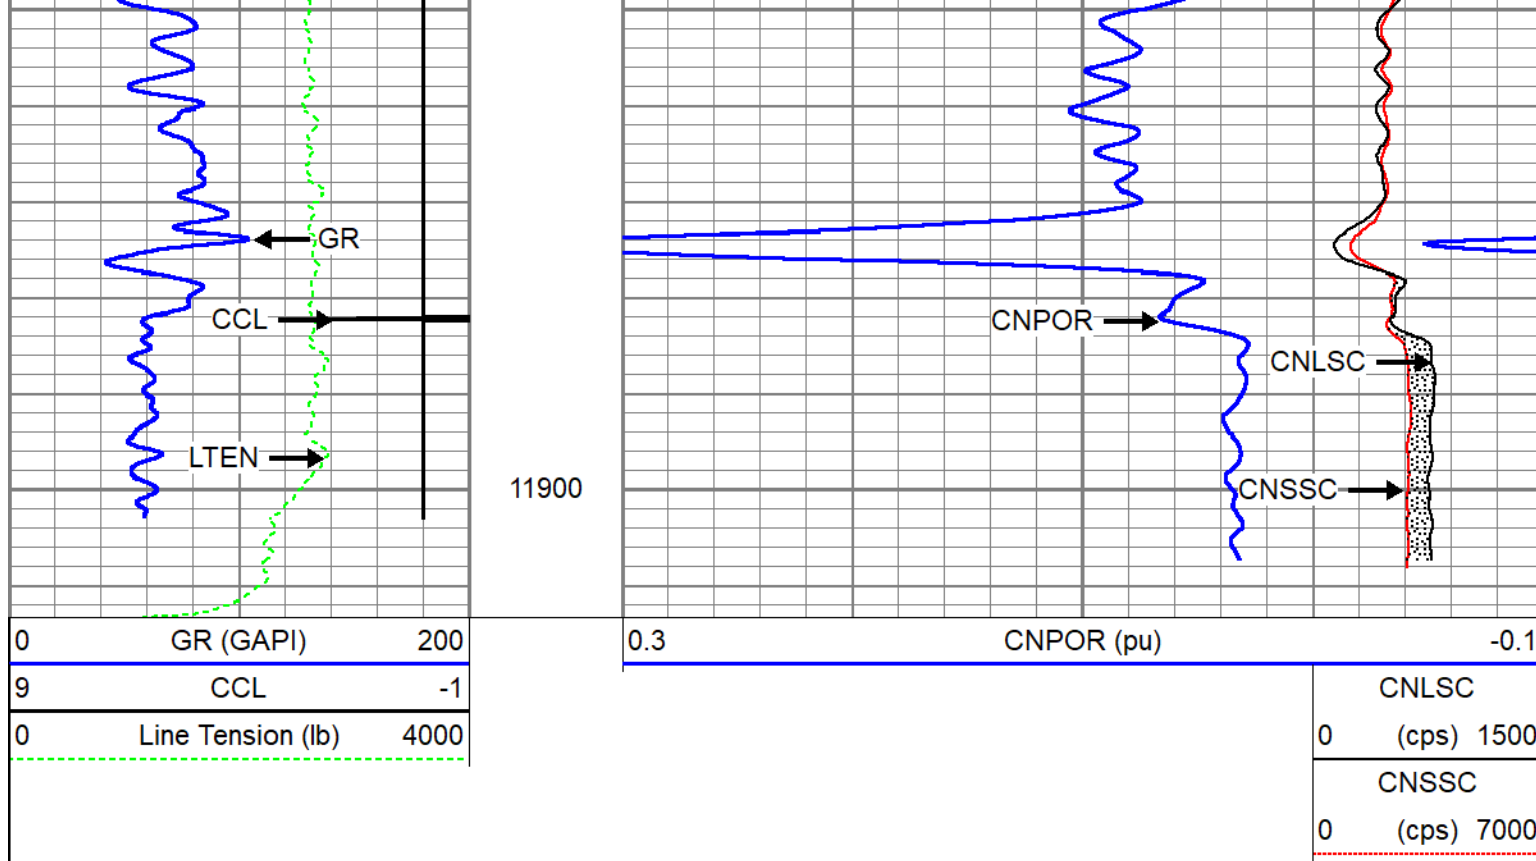 GR
CCL
CNPOR
CNLSC
LTEN
11900
CNSSC
0 GR (GAPI) 200
0.3 CNPOR (pu) -0.1
9 CCL -1
CNLSC
0 Line Tension (lb) 4000
0 (cps) 1500
CNSSC
0 (cps) 7000